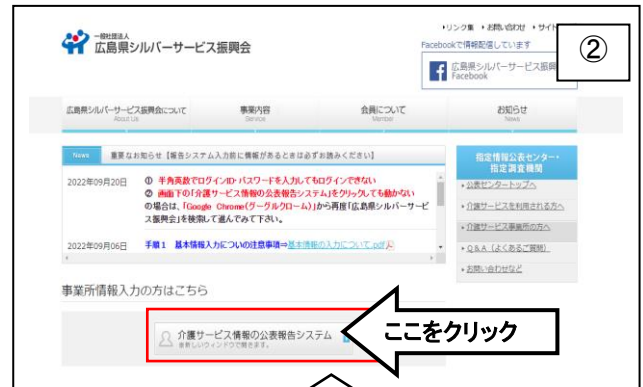 ・リンク集 ・お問い合わせ ・サイト
一般社団法人
広島県シルバーサービス振興会
Facebookで情報配信しています
②
広島県シルバーサービス振興
Facebook
広島県シルバーサービス振興会について 事業内容 会員について お知らせ
About Us Service Member News
News 重要なお知らせ【報告システム入力前に情報があるときは必ずお読みください】
2022年09月20日 ① 半角英数でログインID・パスワードを入力してもログインできない
② 画面下の「介護サービス情報の公表報告システム」をクリックしても動かない
の場合は、「Google Chrome(グーグルクローム)」から再度「広島県シルバーサービ
ス振興会」を検索して進んでみて下さい。
2022年09月06日 手順1 基本情報入力についの注意事項⇒基本情報の入力について.pdf
指定情報公表センター・
指定調査機関
・公表センタートップへ
・介護サービスを利用される方へ
・介護サービス事業所の方へ
・Q&A(よくあるご質問)
・お問い合わせなど
事業所情報入力の方はこちら
介護サービス情報の公表報告システム
※新しいウィンドウで開きます。
ここをクリック